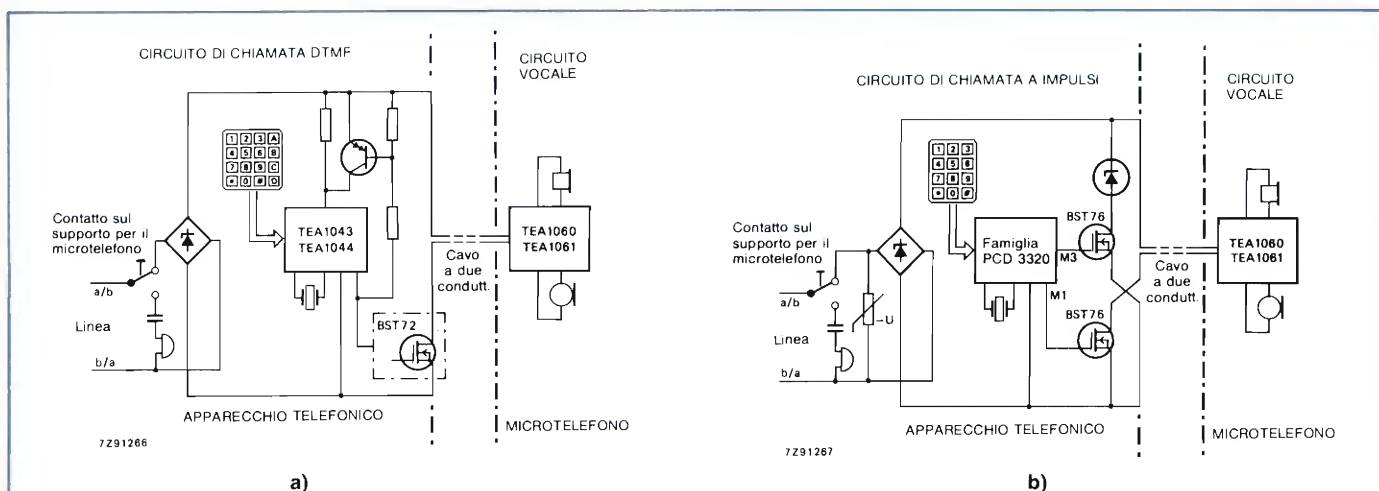 CIRCUITO DI CHIAMATA DTMF
CIRCUITO
VOCALE
1 2 3 A
4 5 6 B
7 8 9 C
* 0 # D
Contatto sul
supporto per il
microtelefono
a/b
Linea
b/a
TEA1043
TEA1044
BST72
Cavo
a due
condutt.
TEA1060
TEA1061
APPARECCHIO TELEFONICO
MICROTELEFONO
7Z91266
a)
CIRCUITO DI CHIAMATA A IMPULSI
CIRCUITO
VOCALE
1 2 3
4 5 6
7 8 9
* 0 #
Contatto sul
supporto per il
microtelefono
a/b
Linea
b/a
-U
Famiglia
PCD 3320
M3
M1
BST76
BST76
Cavo
a due
condutt.
TEA1060
TEA1061
APPARECCHIO TELEFONICO
MICROTELEFONO
7Z91267
b)